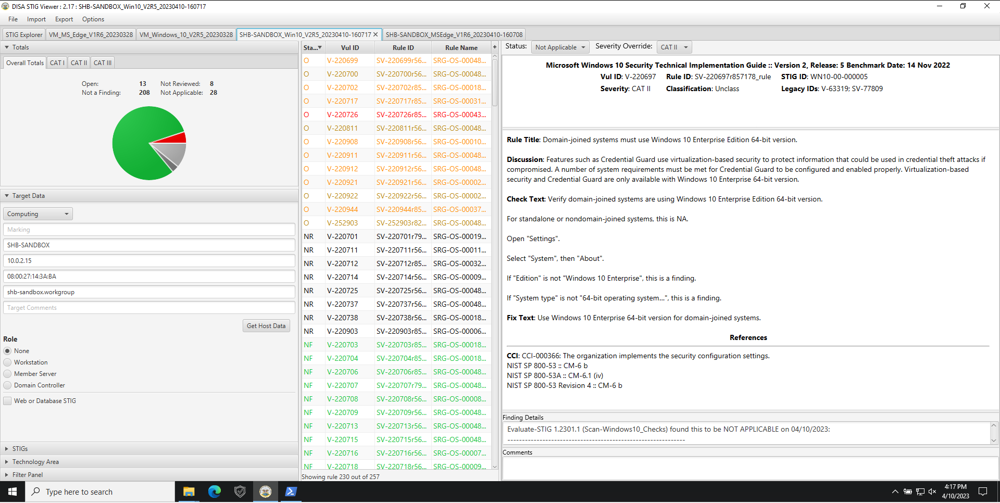 DISA STIG Viewer : 2.17 : SHB-SANDBOX_Win10_V2R5_20230410-160717
File Import Export Options
STIG Explorer VM_MS_Edge_V1R6_20230328 VM_Windows_10_V2R5_20230328 SHB-SANDBOX_Win10_V2R5_20230410-160717 SHB-SANDBOX_MSEdge_V1R6_20230410-160708
Totals
Overall Totals CAT I CAT II CAT III
Open: 13 Not Reviewed: 8
Not a Finding: 208 Not Applicable: 28
Target Data
Computing
Marking
SHB-SANDBOX
10.0.2.15
08:00:27:14:3A:BA
shb-sandbox.workgroup
Target Comments
Get Host Data
Role
None
Workstation
Member Server
Domain Controller
Web or Database STIG
STIGs
Technology Area
Filter Panel
Sta... Vul ID Rule ID Rule Name +
O V-220699 SV-220699r56... SRG-OS-00048...
O V-220700 SV-220700r56... SRG-OS-00048...
O V-220702 SV-220702r85... SRG-OS-00018...
O V-220717 SV-220717r85... SRG-OS-00031...
O V-220726 SV-220726r85... SRG-OS-00043...
O V-220811 SV-220811r56... SRG-OS-00048...
O V-220908 SV-220908r56... SRG-OS-00010...
O V-220911 SV-220911r56... SRG-OS-00048...
O V-220912 SV-220912r56... SRG-OS-00048...
O V-220921 SV-220921r56... SRG-OS-00002...
O V-220922 SV-220922r56... SRG-OS-00002...
O V-220944 SV-220944r85... SRG-OS-00037...
O V-252903 SV-252903r82... SRG-OS-00048...
NR V-220701 SV-220701r79... SRG-OS-00019...
NR V-220711 SV-220711r56... SRG-OS-00011...
NR V-220712 SV-220712r85... SRG-OS-00032...
NR V-220714 SV-220714r56... SRG-OS-00009...
NR V-220725 SV-220725r56... SRG-OS-00048...
NR V-220737 SV-220737r56... SRG-OS-00048...
NR V-220738 SV-220738r56... SRG-OS-00018...
NR V-220903 SV-220903r85... SRG-OS-00006...
NF V-220703 SV-220703r85... SRG-OS-00018...
NF V-220704 SV-220704r85... SRG-OS-00018...
NF V-220706 SV-220706r85... SRG-OS-00048...
NF V-220707 SV-220707r79... SRG-OS-00048...
NF V-220708 SV-220708r56... SRG-OS-00008...
NF V-220709 SV-220709r56... SRG-OS-00048...
NF V-220713 SV-220713r56... SRG-OS-00048...
NF V-220715 SV-220715r56... SRG-OS-00048...
NF V-220716 SV-220716r56... SRG-OS-00007...
NF V-220718 SV-220718r56... SRG-OS-00009...
Showing rule 230 out of 257
Status: Not Applicable Severity Override: CAT II
Microsoft Windows 10 Security Technical Implementation Guide :: Version 2, Release: 5 Benchmark Date: 14 Nov 2022
Vul ID: V-220697 Rule ID: SV-220697r857178_rule STIG ID: WN10-00-000005
Severity: CAT II Classification: Unclass Legacy IDs: V-63319; SV-77809
Rule Title: Domain-joined systems must use Windows 10 Enterprise Edition 64-bit version.
Discussion: Features such as Credential Guard use virtualization-based security to protect information that could be used in credential theft attacks if
compromised. A number of system requirements must be met for Credential Guard to be configured and enabled properly. Virtualization-based
security and Credential Guard are only available with Windows 10 Enterprise 64-bit version.
Check Text: Verify domain-joined systems are using Windows 10 Enterprise Edition 64-bit version.
For standalone or nondomain-joined systems, this is NA.
Open "Settings".
Select "System", then "About".
If "Edition" is not "Windows 10 Enterprise", this is a finding.
If "System type" is not "64-bit operating system...", this is a finding.
Fix Text: Use Windows 10 Enterprise 64-bit version for domain-joined systems.
References
CCI: CCI-000366: The organization implements the security configuration settings.
NIST SP 800-53 :: CM-6 b
NIST SP 800-53A :: CM-6.1 (iv)
NIST SP 800-53 Revision 4 :: CM-6 b
Finding Details
Evaluate-STIG 1.2301.1 (Scan-Windows10_Checks) found this to be NOT APPLICABLE on 04/10/2023:
---------------------------------------------------------------
Comments
Type here to search
4:17 PM
4/10/2023